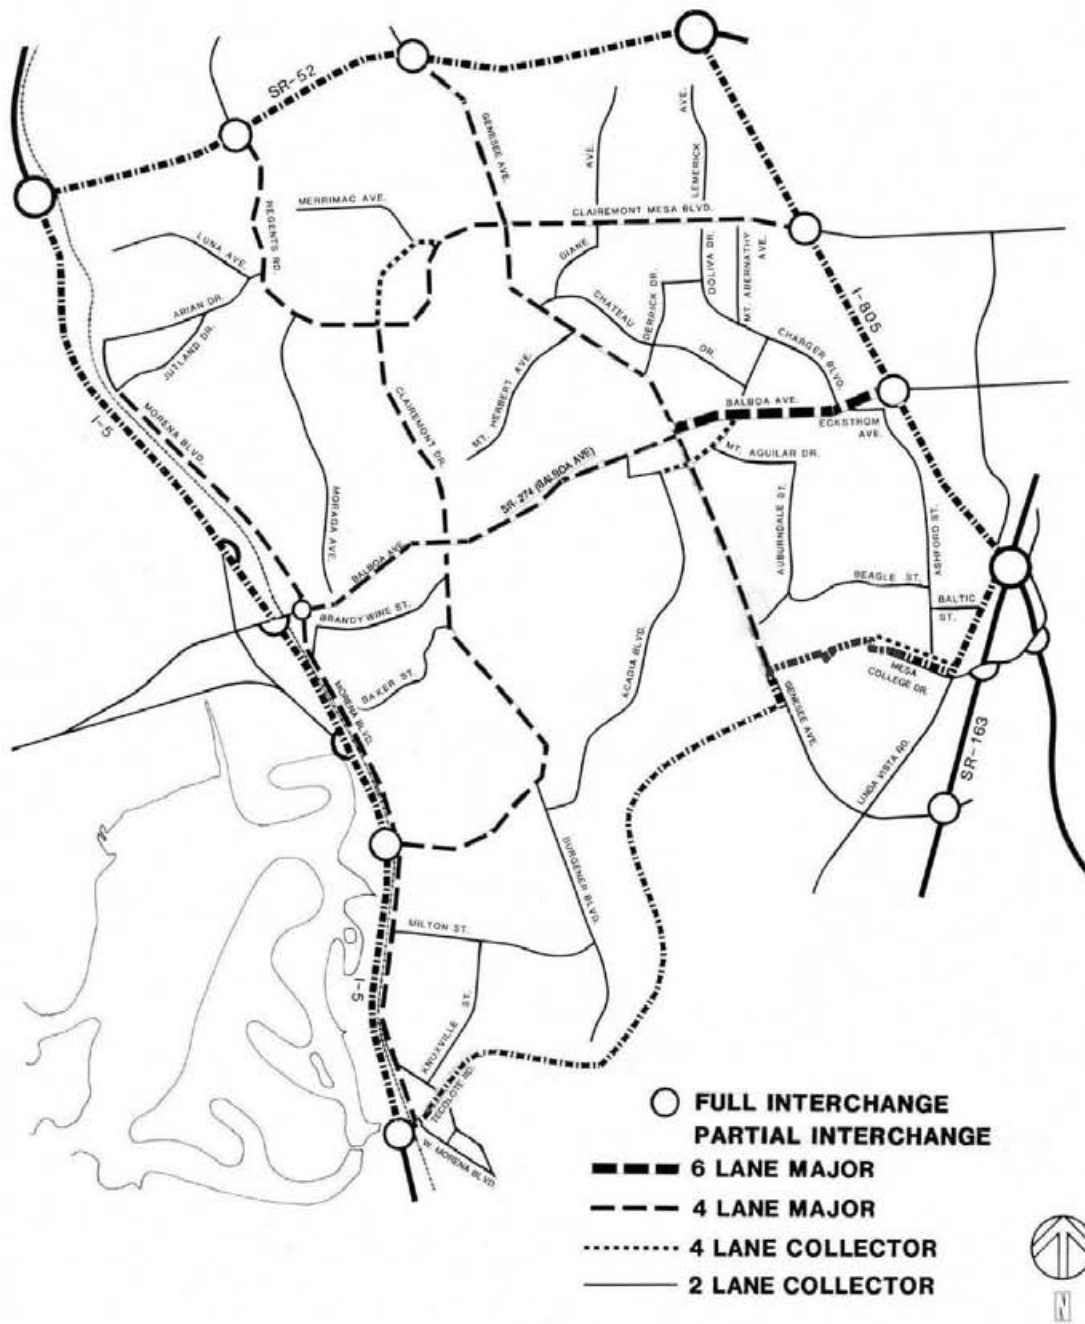 SR-52
GENESEE AVE.
AVE.
LEMERICK AVE.
MERRIMAC AVE.
CLAIREMONT MESA BLVD.
REGENTS RD.
LUNA AVE.
DIANE
DOLIVA DR.
MT. ABERNATHY AVE.
ARIAN DR.
JUTLAND DR.
CHATEAU DR.
DERRICK DR.
I-805
CHARGER BLVD.
MT. HERBERT AVE.
CLAIREMONT DR.
I-5
MORENA BLVD.
BALBOA AVE.
ECKSTROM AVE.
MT. AGUILAR DR.
SR-274 (BALBOA AVE)
MORAGA AVE.
AUBURNDALE ST.
ASHFORD ST.
BALBOA AVE.
BEAGLE ST.
BALTIC ST.
BRANDYWINE ST.
ACADIA BLVD.
MESA COLLEGE DR.
BAKER ST.
MORENA BLVD.
GENESEE AVE.
LINDA VISTA RD.
SR-163
BURGENER BLVD.
MILTON ST.
I-5
KNOXVILLE ST.
TECOLOTE RD.
W. MORENA BLVD
FULL INTERCHANGE
PARTIAL INTERCHANGE
6 LANE MAJOR
4 LANE MAJOR
4 LANE COLLECTOR
2 LANE COLLECTOR
N